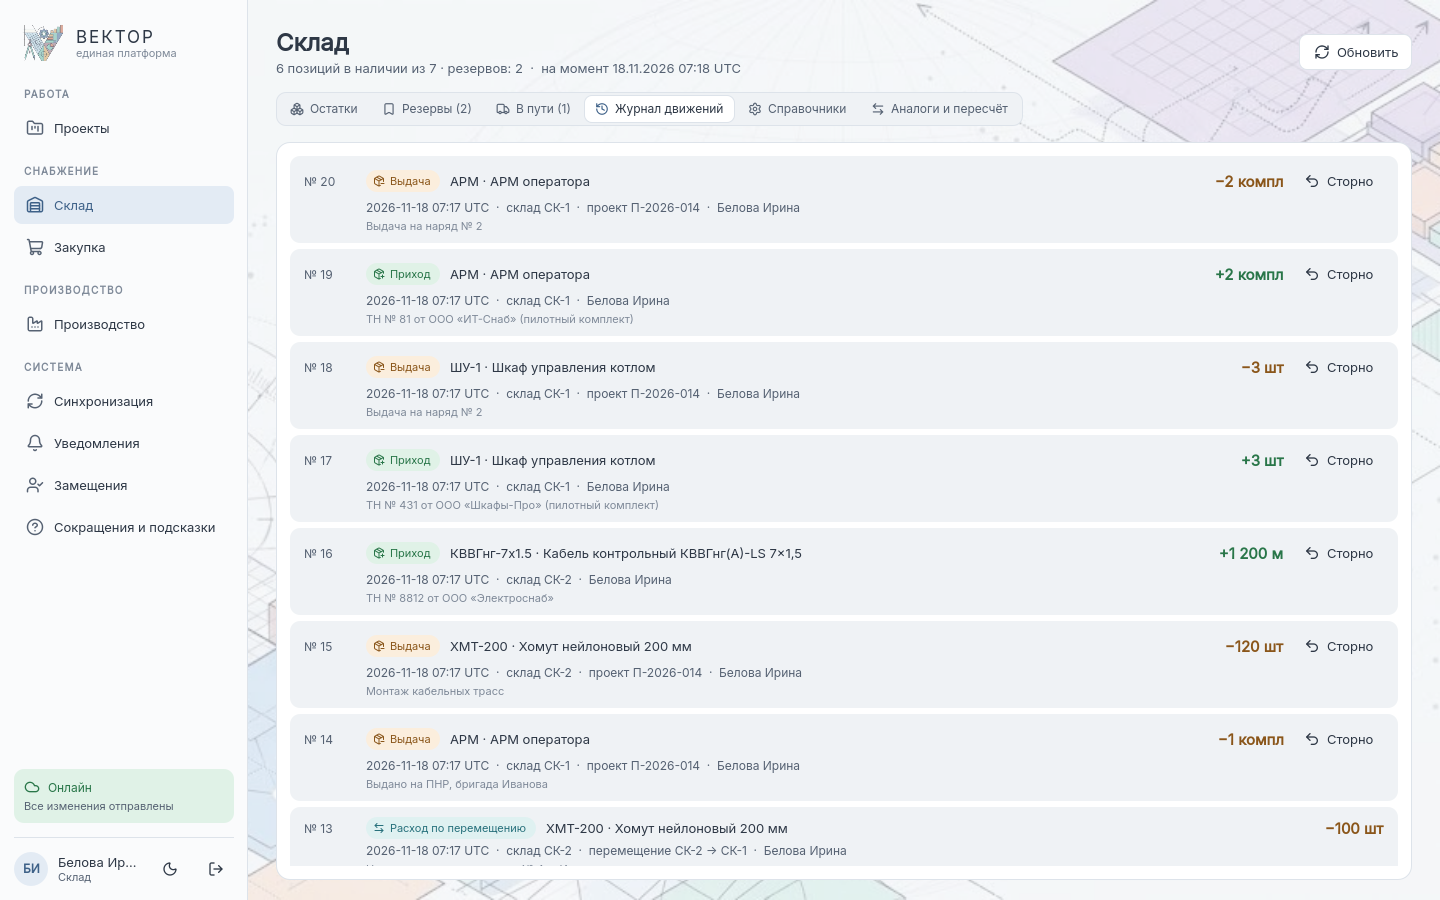 ВЕКТОР
единая платформа
РАБОТА
Проекты
СНАБЖЕНИЕ
Склад
Закупка
ПРОИЗВОДСТВО
Производство
СИСТЕМА
Синхронизация
Уведомления
Замещения
Сокращения и подсказки
Онлайн
Все изменения отправлены
БИ
Белова Ир...
Склад
Склад
6 позиций в наличии из 7 · резервов: 2 · на момент 18.11.2026 07:18 UTC
Обновить
Остатки
Резервы (2)
В пути (1)
Журнал движений
Справочники
Аналоги и пересчёт
№ 20 Выдача АРМ · АРМ оператора −2 компл Сторно
2026-11-18 07:17 UTC · склад СК-1 · проект П-2026-014 · Белова Ирина
Выдача на наряд № 2
№ 19 Приход АРМ · АРМ оператора +2 компл Сторно
2026-11-18 07:17 UTC · склад СК-1 · Белова Ирина
ТН № 81 от ООО «ИТ-Снаб» (пилотный комплект)
№ 18 Выдача ШУ-1 · Шкаф управления котлом −3 шт Сторно
2026-11-18 07:17 UTC · склад СК-1 · проект П-2026-014 · Белова Ирина
Выдача на наряд № 2
№ 17 Приход ШУ-1 · Шкаф управления котлом +3 шт Сторно
2026-11-18 07:17 UTC · склад СК-1 · Белова Ирина
ТН № 431 от ООО «Шкафы-Про» (пилотный комплект)
№ 16 Приход КВВГнг-7х1.5 · Кабель контрольный КВВГнг(А)-LS 7×1,5 +1 200 м Сторно
2026-11-18 07:17 UTC · склад СК-2 · Белова Ирина
ТН № 8812 от ООО «Электроснаб»
№ 15 Выдача ХМТ-200 · Хомут нейлоновый 200 мм −120 шт Сторно
2026-11-18 07:17 UTC · склад СК-2 · проект П-2026-014 · Белова Ирина
Монтаж кабельных трасс
№ 14 Выдача АРМ · АРМ оператора −1 компл Сторно
2026-11-18 07:17 UTC · склад СК-1 · проект П-2026-014 · Белова Ирина
Выдано на ПНР, бригада Иванова
№ 13 Расход по перемещению ХМТ-200 · Хомут нейлоновый 200 мм −100 шт
2026-11-18 07:17 UTC · склад СК-2 · перемещение СК-2 → СК-1 · Белова Ирина